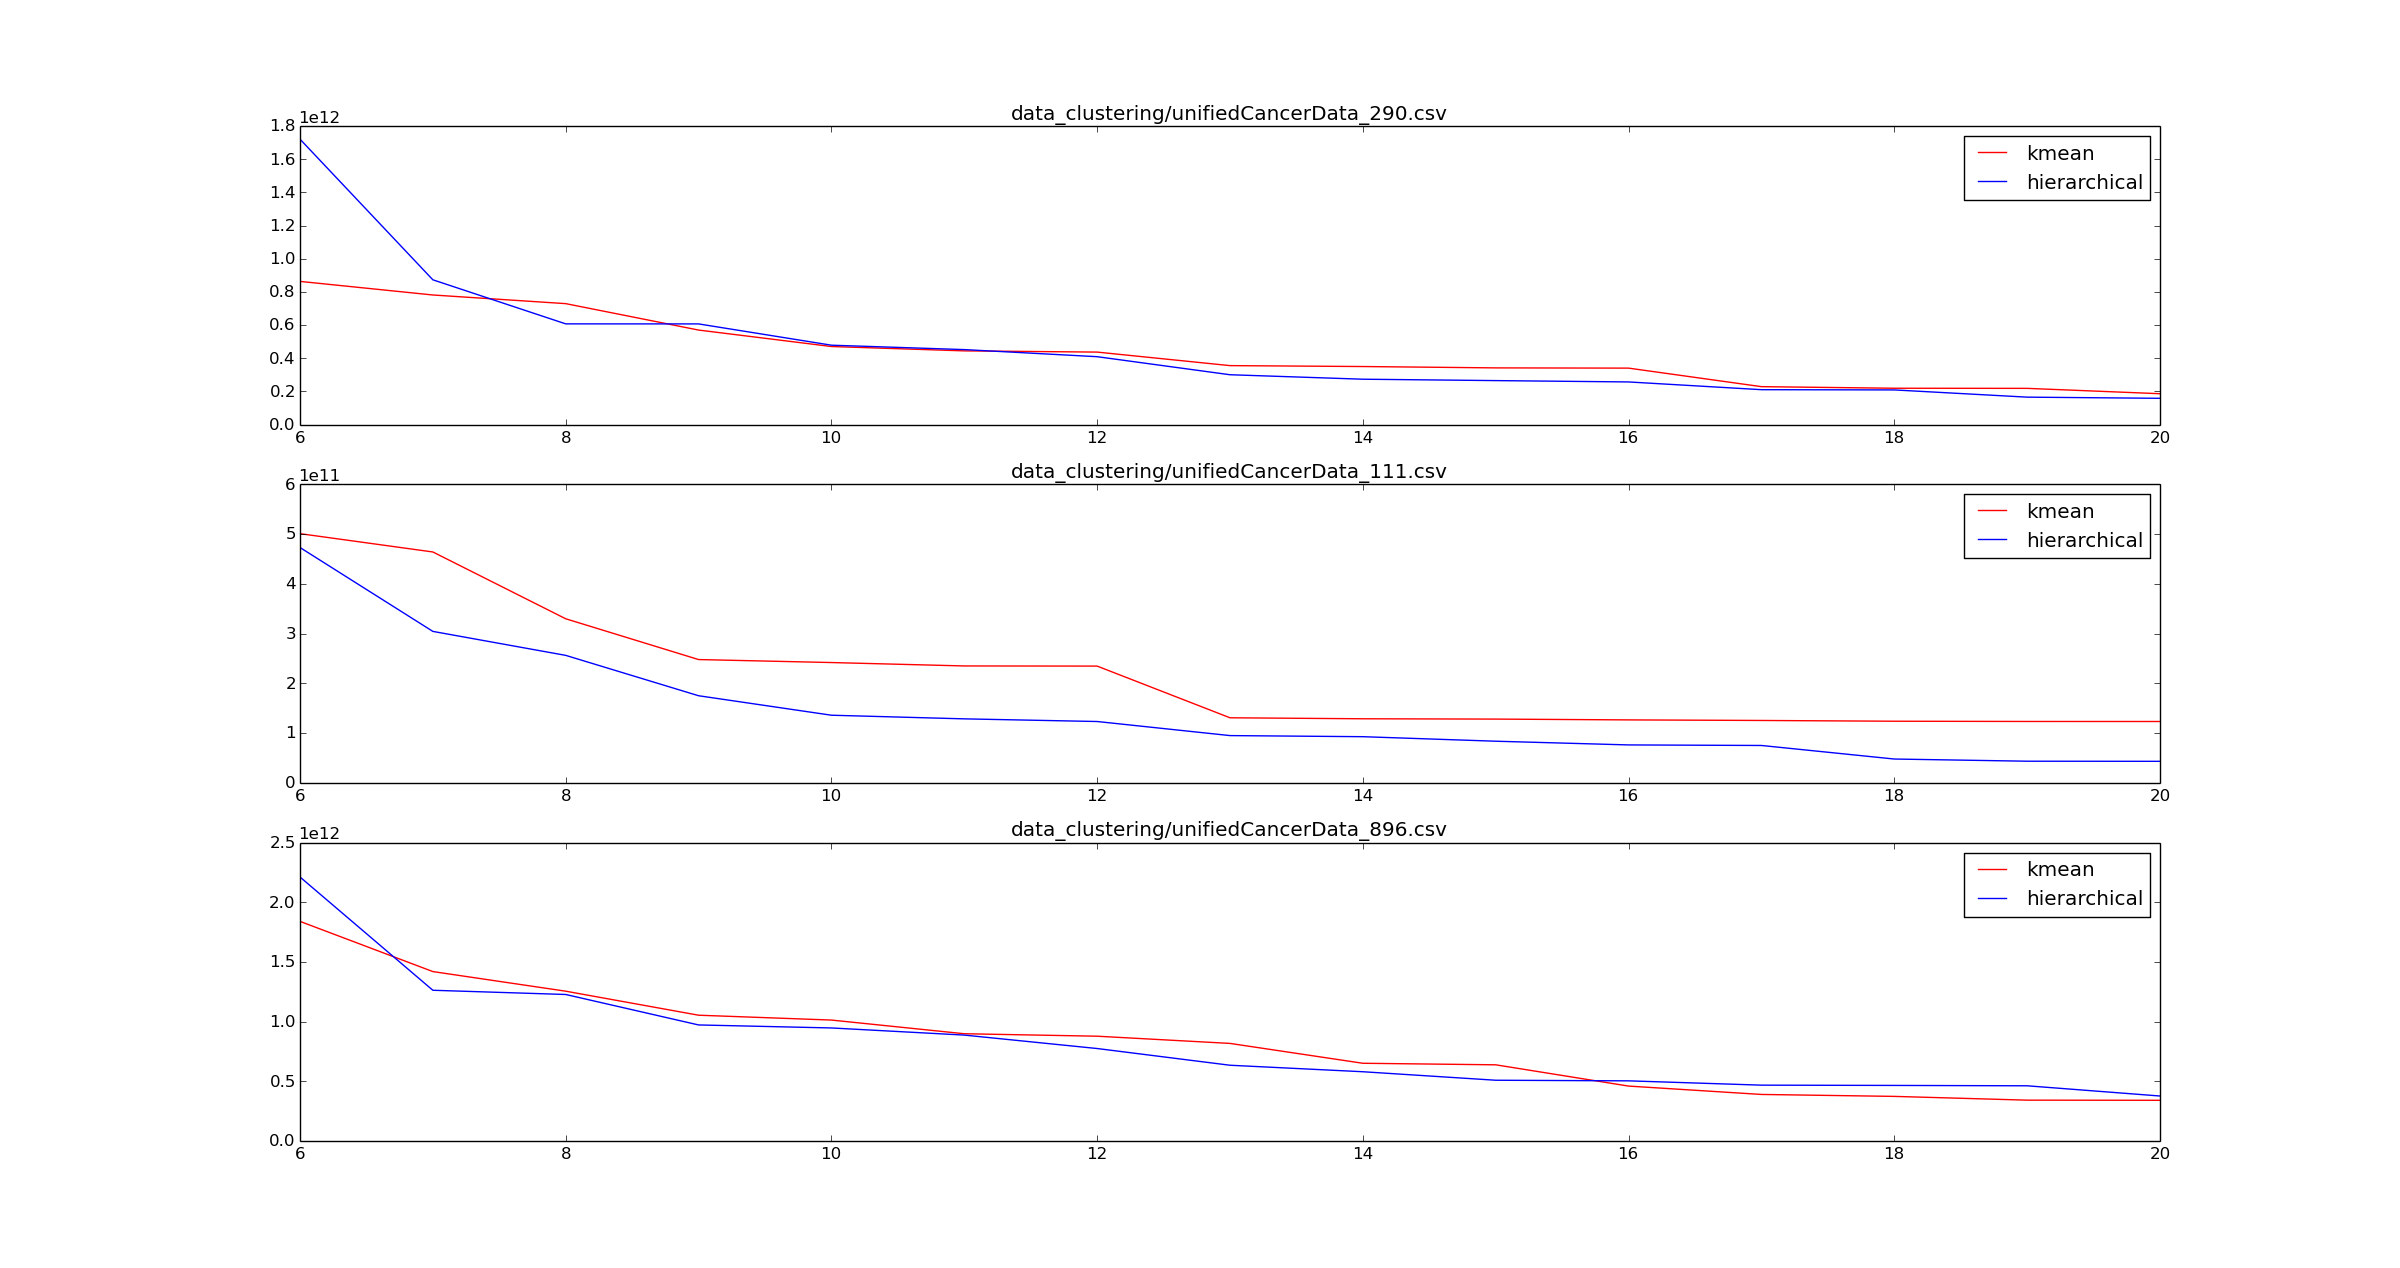 data_clustering/unifiedCancerData_290.csv
1e12
1.8
1.6
1.4
1.2
1.0
0.8
0.6
0.4
0.2
0.0
6 8 10 12 14 16 18 20
kmean
hierarchical
data_clustering/unifiedCancerData_111.csv
1e11
6
5
4
3
2
1
0
6 8 10 12 14 16 18 20
kmean
hierarchical
data_clustering/unifiedCancerData_896.csv
1e12
2.5
2.0
1.5
1.0
0.5
0.0
6 8 10 12 14 16 18 20
kmean
hierarchical